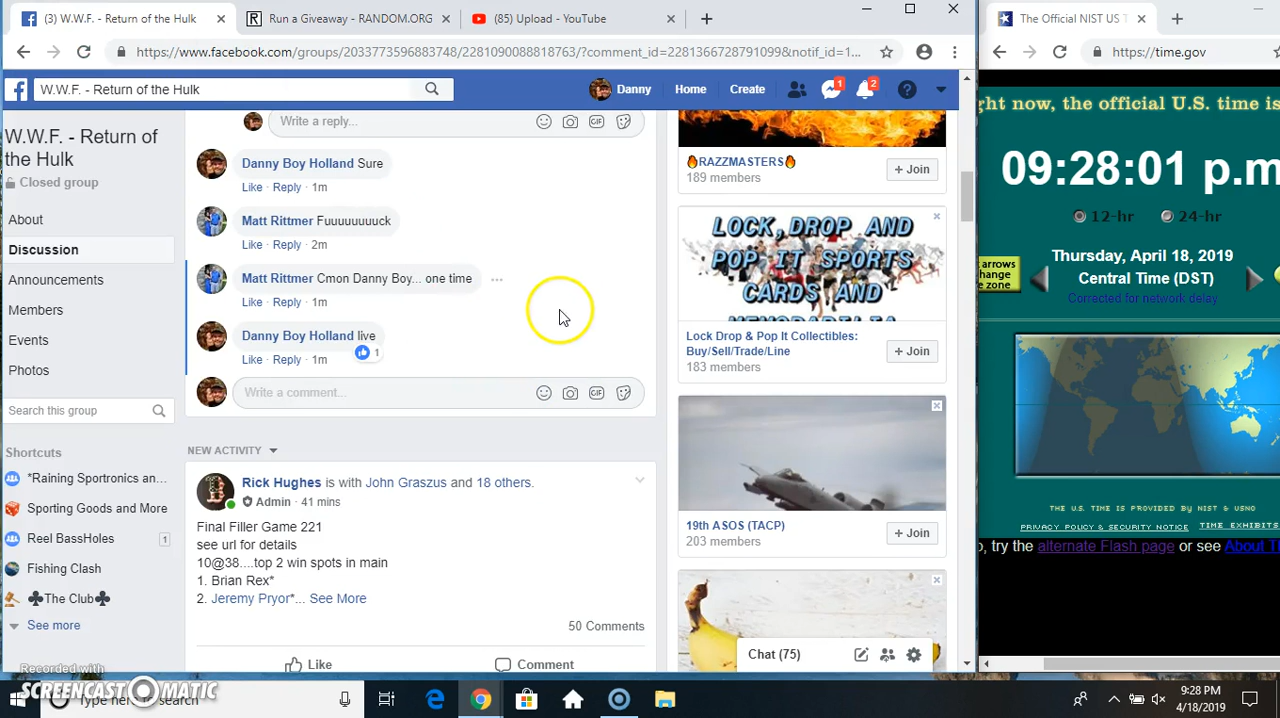 (3) W.W.F. - Return of the Hulk
Run a Giveaway - RANDOM.ORG
(85) Upload - YouTube
The Official NIST US T
https://www.facebook.com/groups/2033773596883748/2281090088818763/?comment_id=2281366728791099&notif_id=1...
https://time.gov
W.W.F. - Return of the Hulk
Danny
Home
Create
1
2
W.W.F. - Return of
the Hulk
Closed group
About
Discussion
Announcements
Members
Events
Photos
Search this group
Shortcuts
*Raining Sportronics an...
Sporting Goods and More
Reel BassHoles
1
Fishing Clash
♣The Club♣
See more
Write a reply...
Danny Boy Holland Sure
Like · Reply · 1m
Matt Rittmer Fuuuuuuuuck
Like · Reply · 2m
Matt Rittmer Cmon Danny Boy... one time
Like · Reply · 1m
Danny Boy Holland live
Like · Reply · 1m
1
Write a comment...
NEW ACTIVITY
Rick Hughes is with John Graszus and 18 others.
Admin · 41 mins
Final Filler Game 221
see url for details
10@38....top 2 win spots in main
1. Brian Rex*
2. Jeremy Pryor*... See More
50 Comments
Like
Comment
🔥RAZZMASTERS🔥
189 members
+ Join
LOCK, DROP AND
POP IT SPORTS
CARDS AND
MEMORABILIA
Lock Drop & Pop It Collectibles:
Buy/Sell/Trade/Line
183 members
+ Join
19th ASOS (TACP)
203 members
+ Join
Chat (75)
ght now, the official U.S. time is
09:28:01 p.m
12-hr
24-hr
arrows
change
e zone
Thursday, April 18, 2019
Central Time (DST)
Corrected for network delay
THE U.S. TIME IS PROVIDED BY NIST & USNO
PRIVACY POLICY & SECURITY NOTICE
TIME EXHIBITS
o, try the alternate Flash page or see About T
Recorded with
SCREENCAST-O-MATIC
Type here to search
9:28 PM
4/18/2019